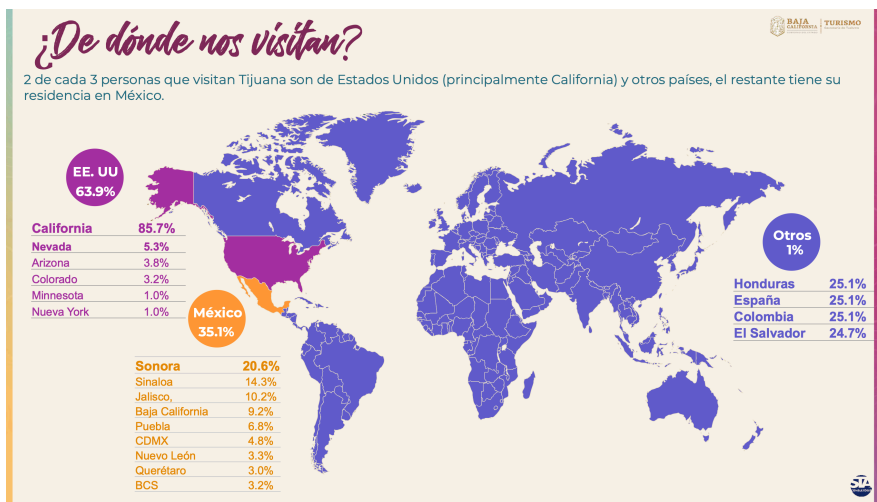 ¿De dónde nos visitan?
BAJA
CALIFORNIA
TURISMO
2 de cada 3 personas que visitan Tijuana son de Estados Unidos (principalmente California) y otros países, el restante tiene su
residencia en México.
EE. UU
63.9%
California 85.7%
Nevada 5.3%
Arizona 3.8%
Colorado 3.2%
Minnesota 1.0%
Nueva York 1.0%
México
35.1%
Sonora 20.6%
Sinaloa 14.3%
Jalisco, 10.2%
Baja California 9.2%
Puebla 6.8%
CDMX 4.8%
Nuevo León 3.3%
Querétaro 3.0%
BCS 3.2%
Otros
1%
Honduras 25.1%
España 25.1%
Colombia 25.1%
El Salvador 24.7%